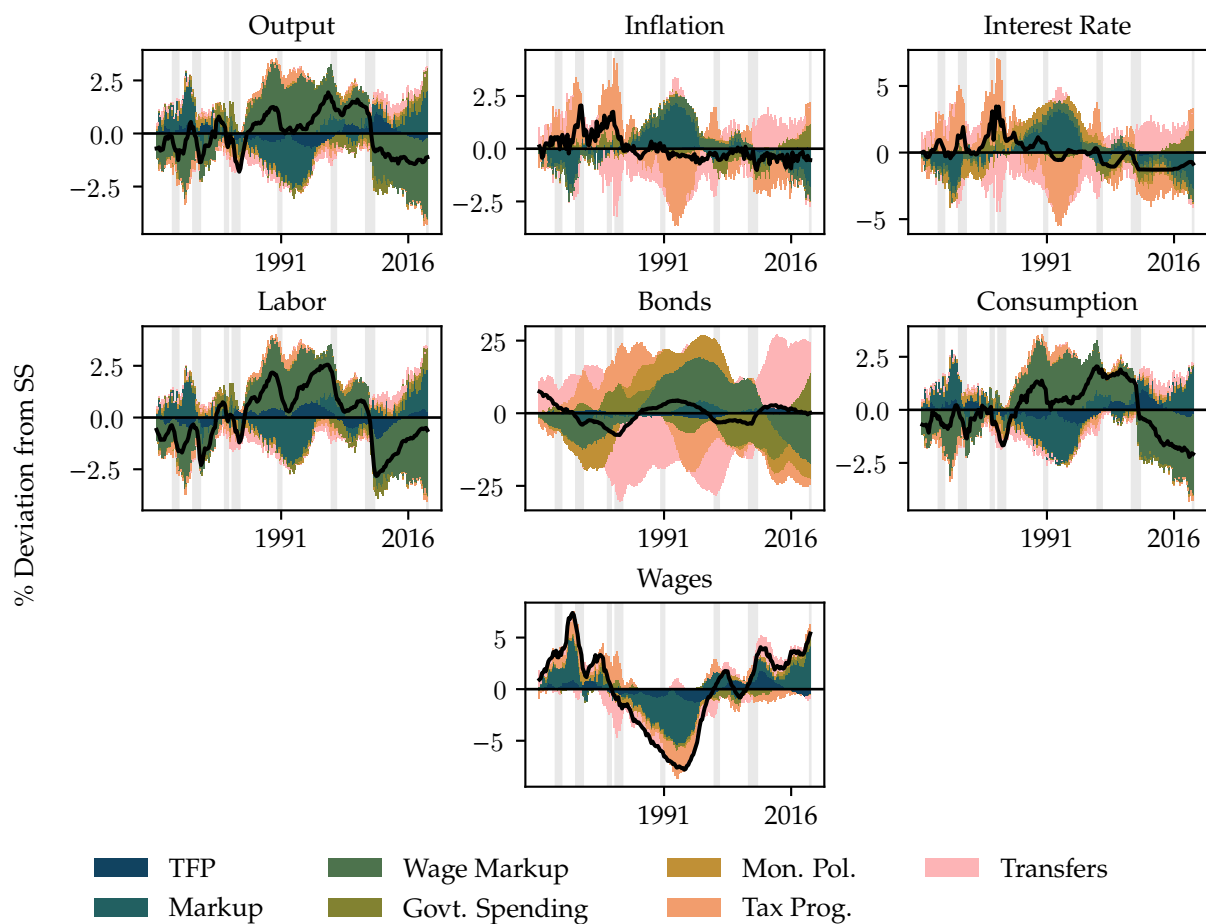 Output Inflation Interest Rate
2.5 2.5 5
0.0 0.0 0
−2.5 −2.5 −5
1991 2016 1991 2016 1991 2016
Labor Bonds Consumption
2.5 25 2.5
0.0 0 0.0
−2.5 −25 −2.5
1991 2016 1991 2016 1991 2016
% Deviation from SS
Wages
5
0
−5
1991 2016
TFP Wage Markup Mon. Pol. Transfers
Markup Govt. Spending Tax Prog.